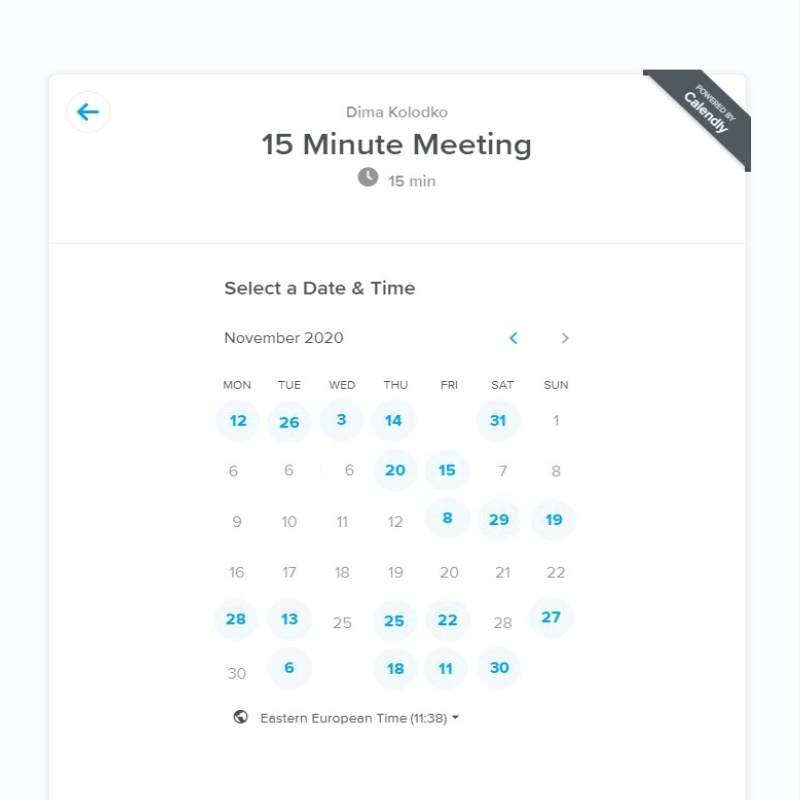 POWERED BY
Calendly
Dima Kolodko
15 Minute Meeting
15 min
Select a Date & Time
November 2020
MON TUE WED THU FRI SAT SUN
12 26 3 14 31 1
6 6 6 20 15 7 8
9 10 11 12 8 29 19
16 17 18 19 20 21 22
28 13 25 25 22 28 27
30 6 18 11 30
Eastern European Time (11:38)